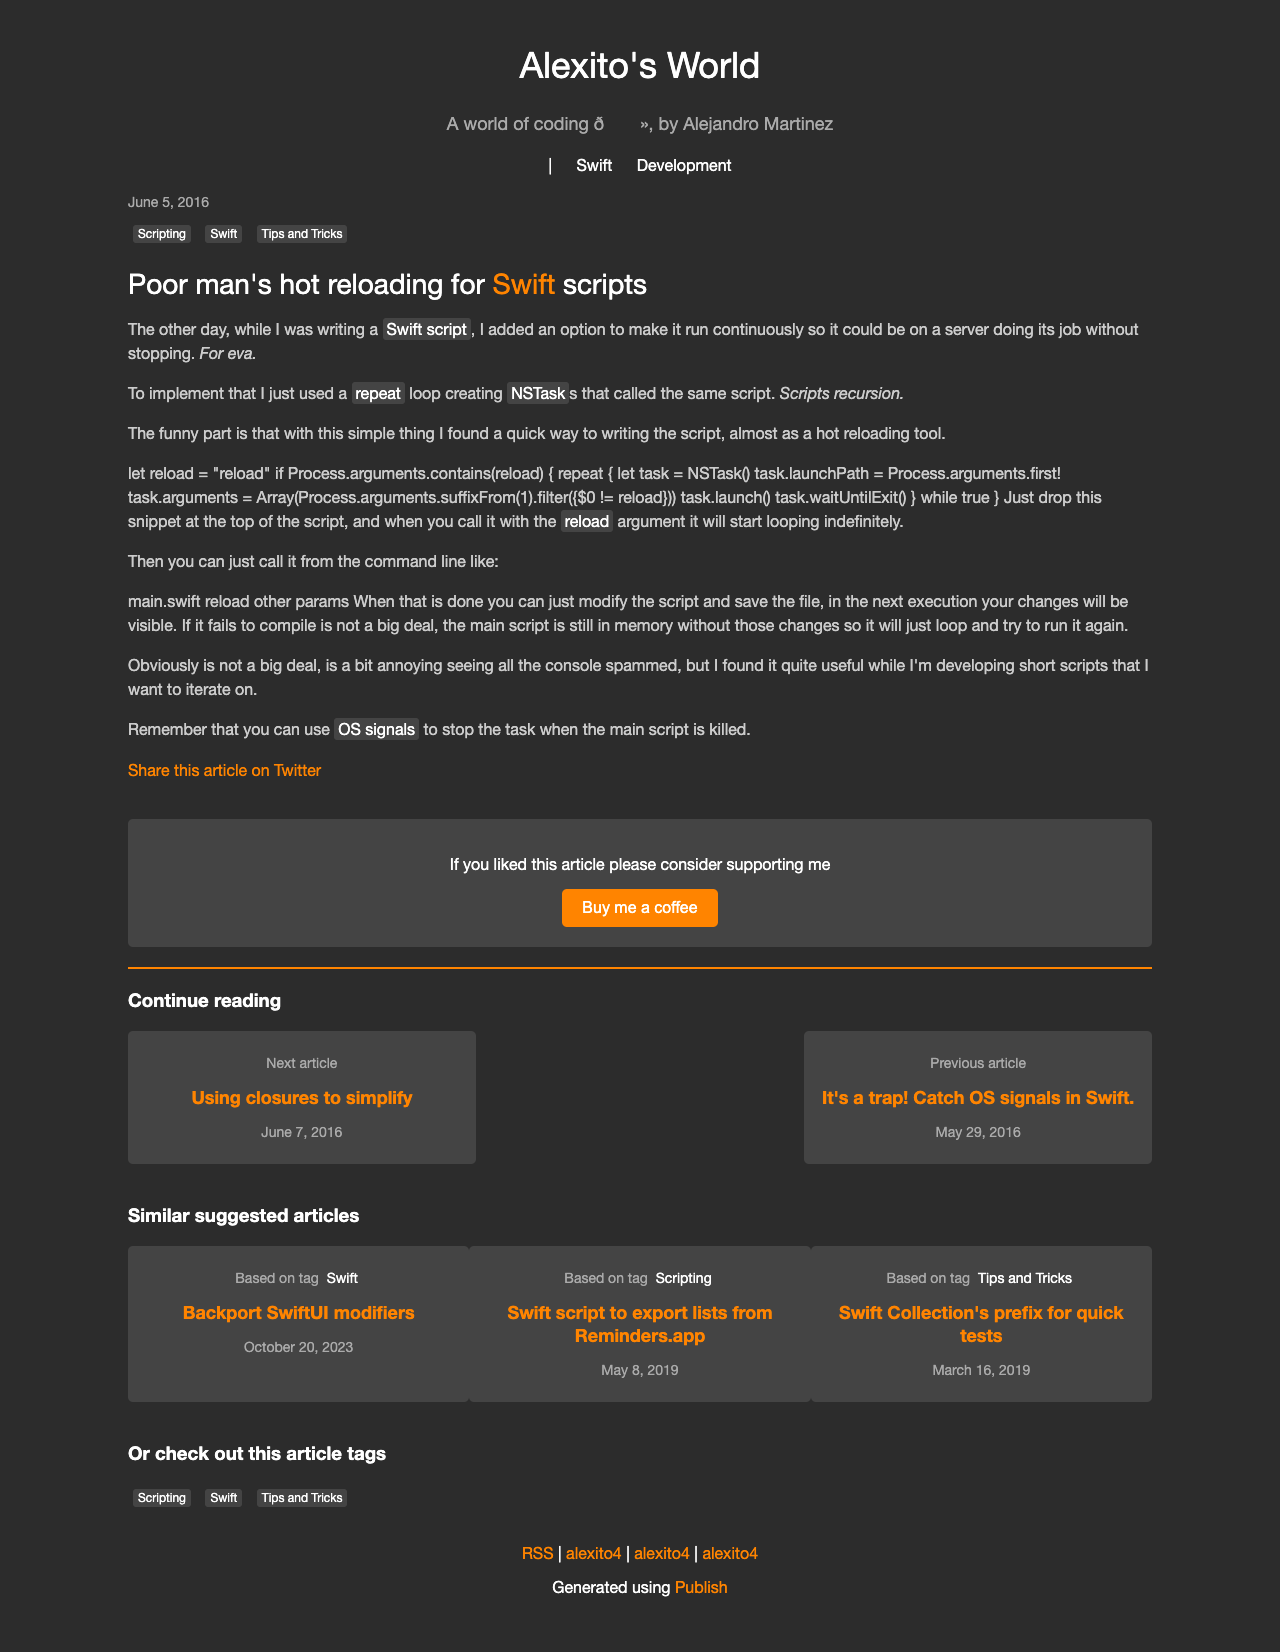 Alexito's World
A world of coding ð », by Alejandro Martinez
| Swift Development
June 5, 2016
Scripting Swift Tips and Tricks
Poor man's hot reloading for Swift scripts
The other day, while I was writing a Swift script, I added an option to make it run continuously so it could be on a server doing its job without
stopping. For eva.
To implement that I just used a repeat loop creating NSTasks that called the same script. Scripts recursion.
The funny part is that with this simple thing I found a quick way to writing the script, almost as a hot reloading tool.
let reload = "reload" if Process.arguments.contains(reload) { repeat { let task = NSTask() task.launchPath = Process.arguments.first!
task.arguments = Array(Process.arguments.suffixFrom(1).filter({$0 != reload})) task.launch() task.waitUntilExit() } while true } Just drop this
snippet at the top of the script, and when you call it with the reload argument it will start looping indefinitely.
Then you can just call it from the command line like:
main.swift reload other params When that is done you can just modify the script and save the file, in the next execution your changes will be
visible. If it fails to compile is not a big deal, the main script is still in memory without those changes so it will just loop and try to run it again.
Obviously is not a big deal, is a bit annoying seeing all the console spammed, but I found it quite useful while I'm developing short scripts that I
want to iterate on.
Remember that you can use OS signals to stop the task when the main script is killed.
Share this article on Twitter
If you liked this article please consider supporting me
Buy me a coffee
Continue reading
Next article
Using closures to simplify
June 7, 2016
Previous article
It's a trap! Catch OS signals in Swift.
May 29, 2016
Similar suggested articles
Based on tag Swift
Backport SwiftUI modifiers
October 20, 2023
Based on tag Scripting
Swift script to export lists from
Reminders.app
May 8, 2019
Based on tag Tips and Tricks
Swift Collection's prefix for quick
tests
March 16, 2019
Or check out this article tags
Scripting Swift Tips and Tricks
RSS | alexito4 | alexito4 | alexito4
Generated using Publish